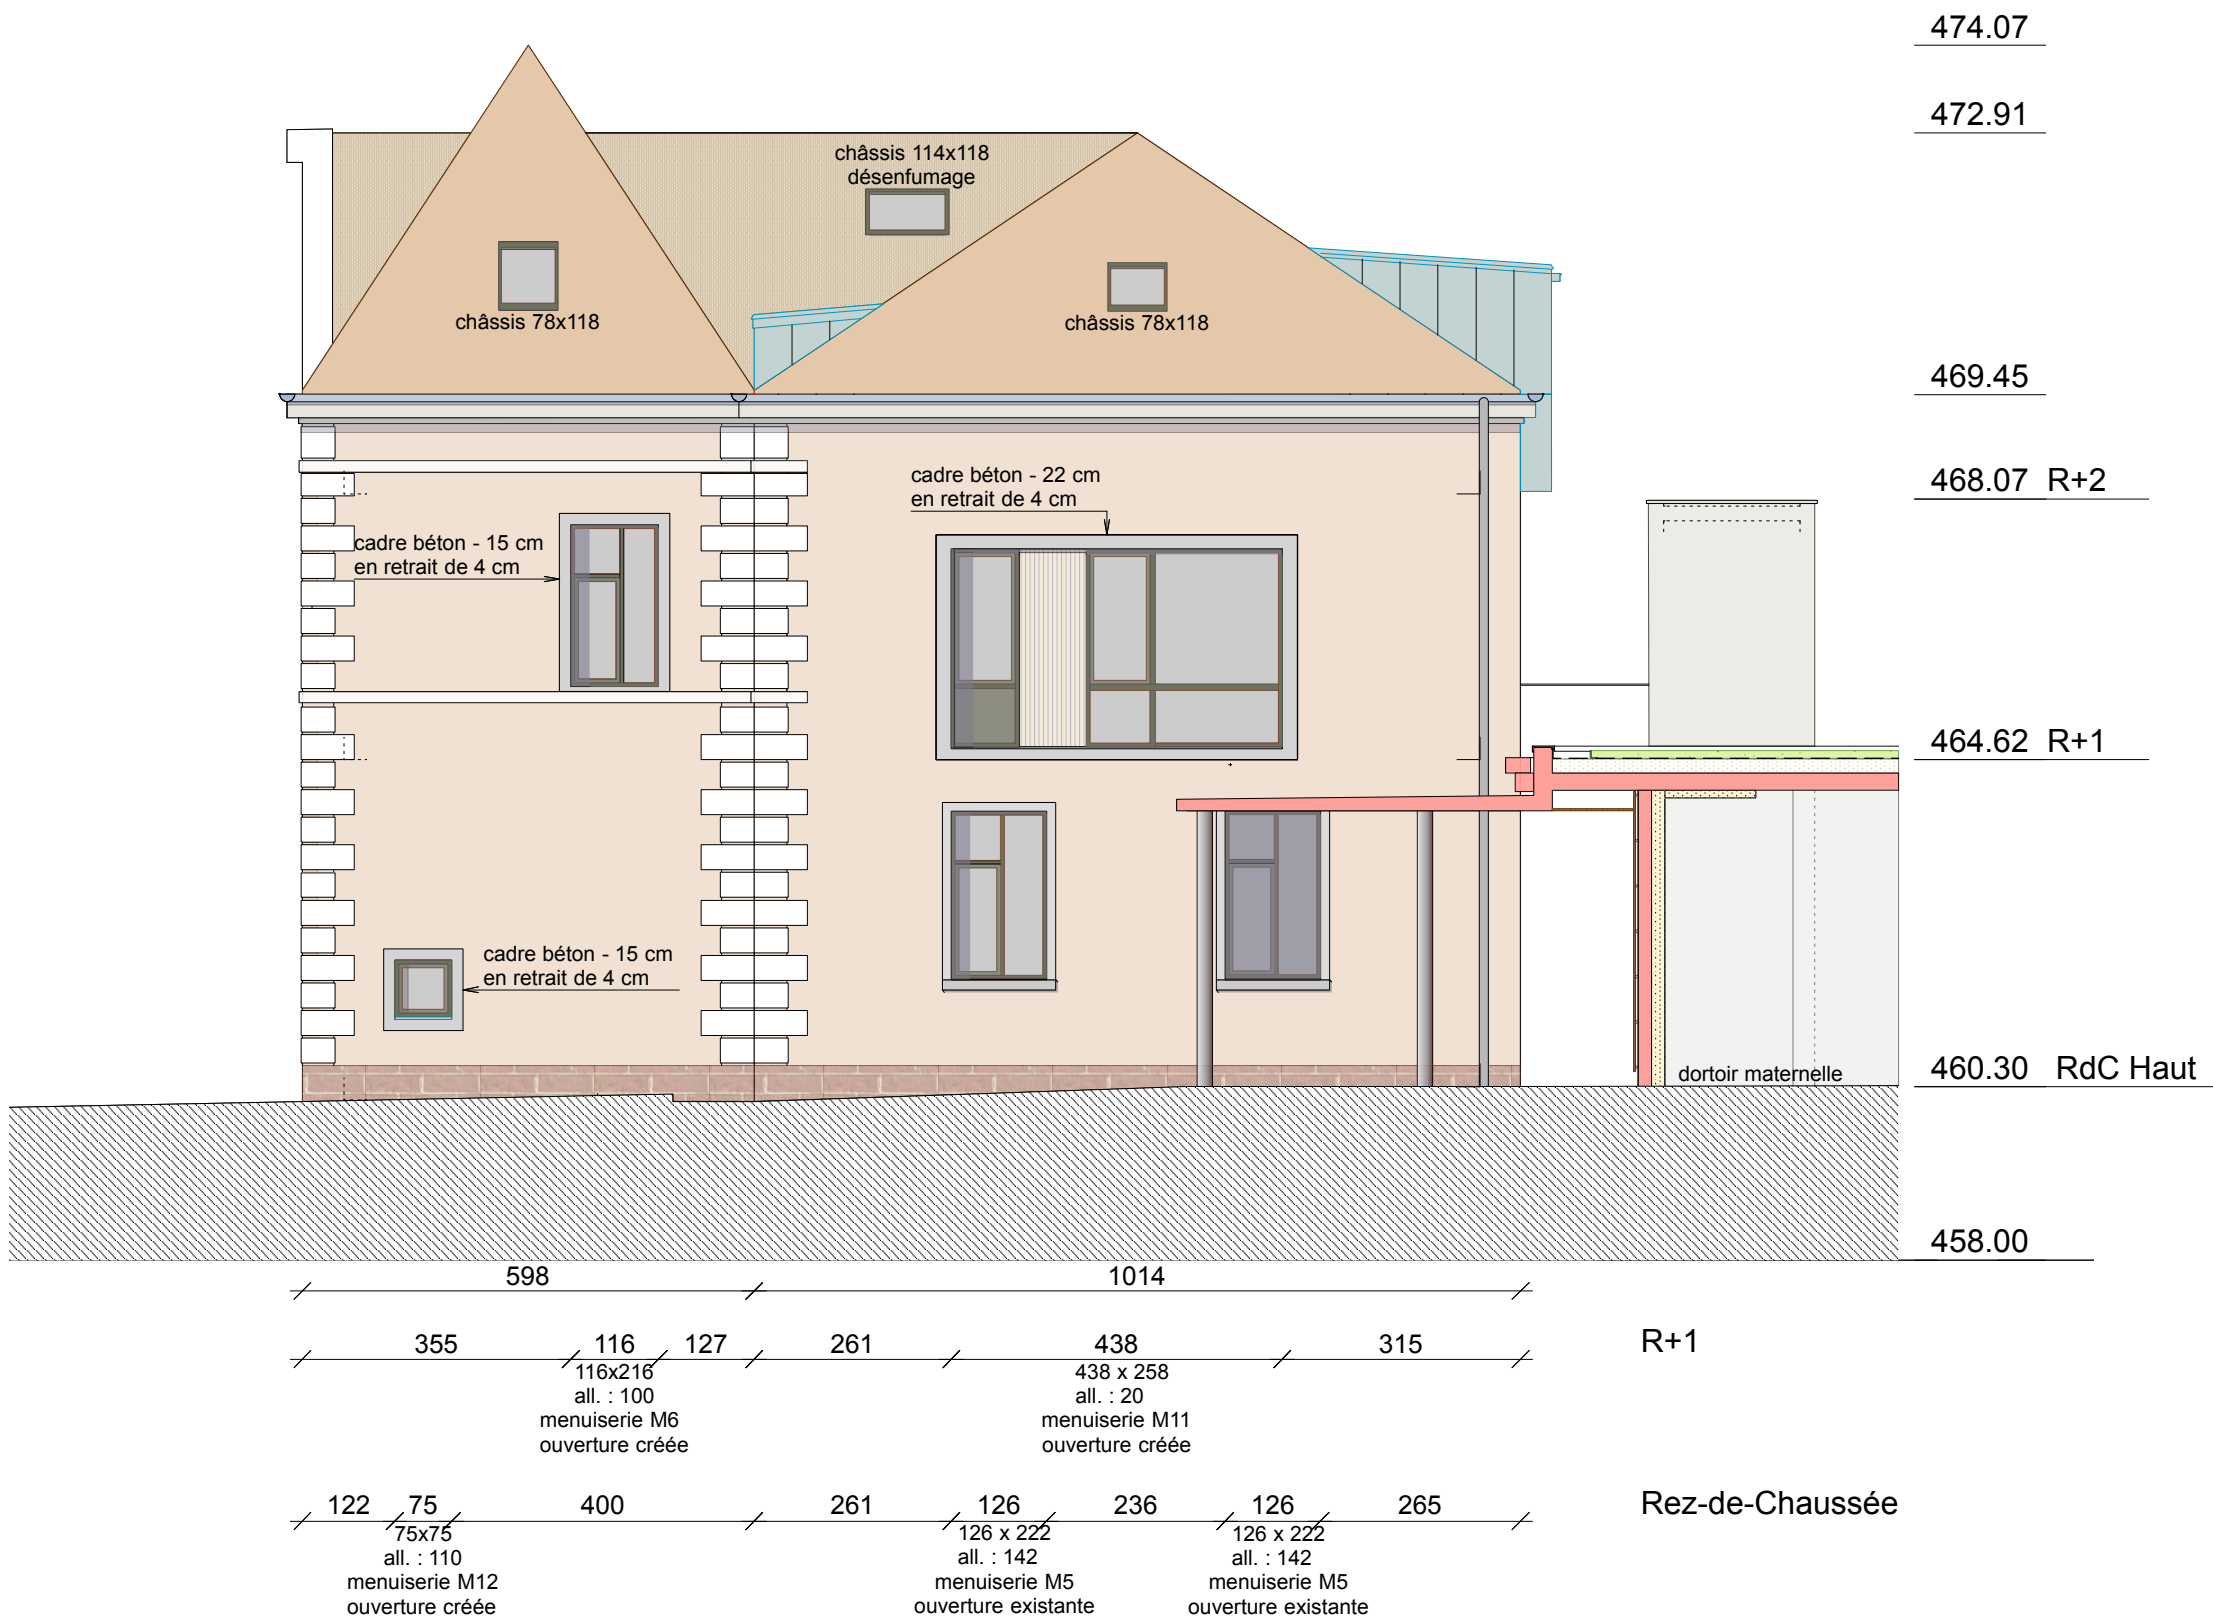 474.07
472.91
châssis 114x118
désenfumage
châssis 78x118
châssis 78x118
469.45
468.07 R+2
cadre béton - 22 cm
en retrait de 4 cm
cadre béton - 15 cm
en retrait de 4 cm
464.62 R+1
cadre béton - 15 cm
en retrait de 4 cm
dortoir maternelle
460.30 RdC Haut
458.00
598 1014
355 116 127 261 438 315 R+1
116x216
all. : 100
menuiserie M6
ouverture créée
438 x 258
all. : 20
menuiserie M11
ouverture créée
122 75 400 261 126 236 126 265 Rez-de-Chaussée
75x75
all. : 110
menuiserie M12
ouverture créée
126 x 222
all. : 142
menuiserie M5
ouverture existante
126 x 222
all. : 142
menuiserie M5
ouverture existante